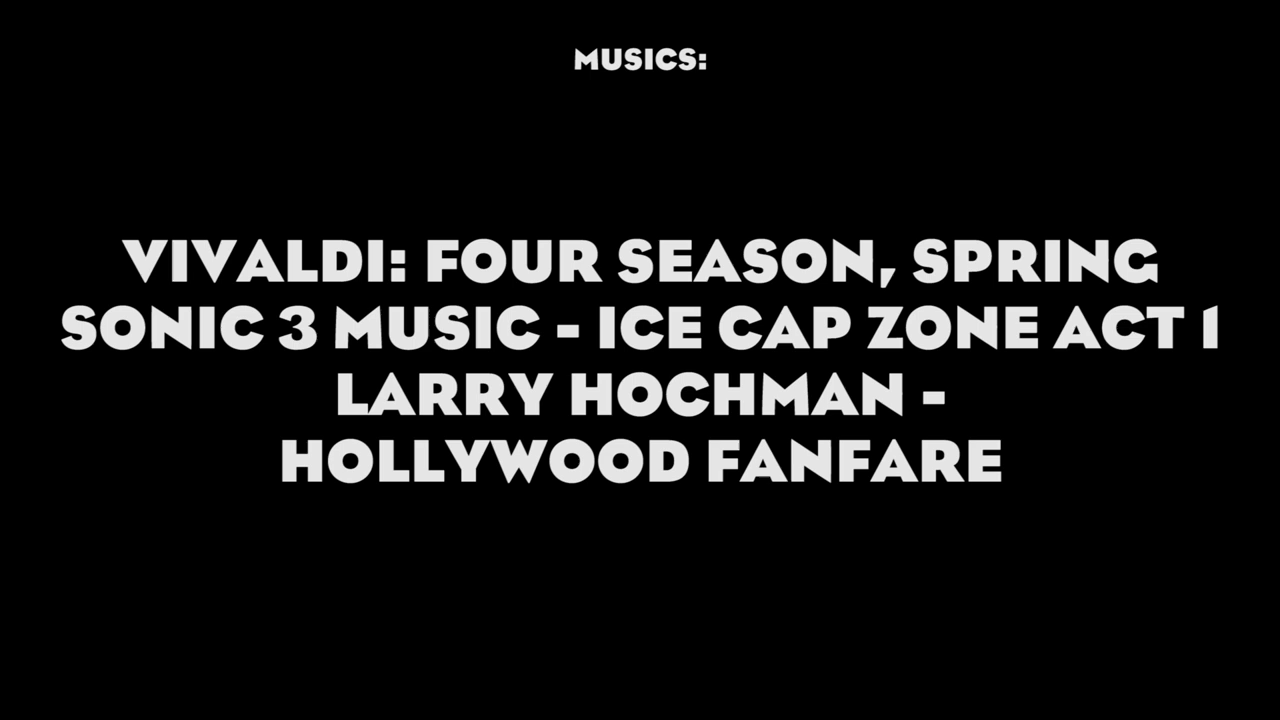 MUSICS:
VIVALDI: FOUR SEASON, SPRING
SONIC 3 MUSIC - ICE CAP ZONE ACT 1
LARRY HOCHMAN -
HOLLYWOOD FANFARE